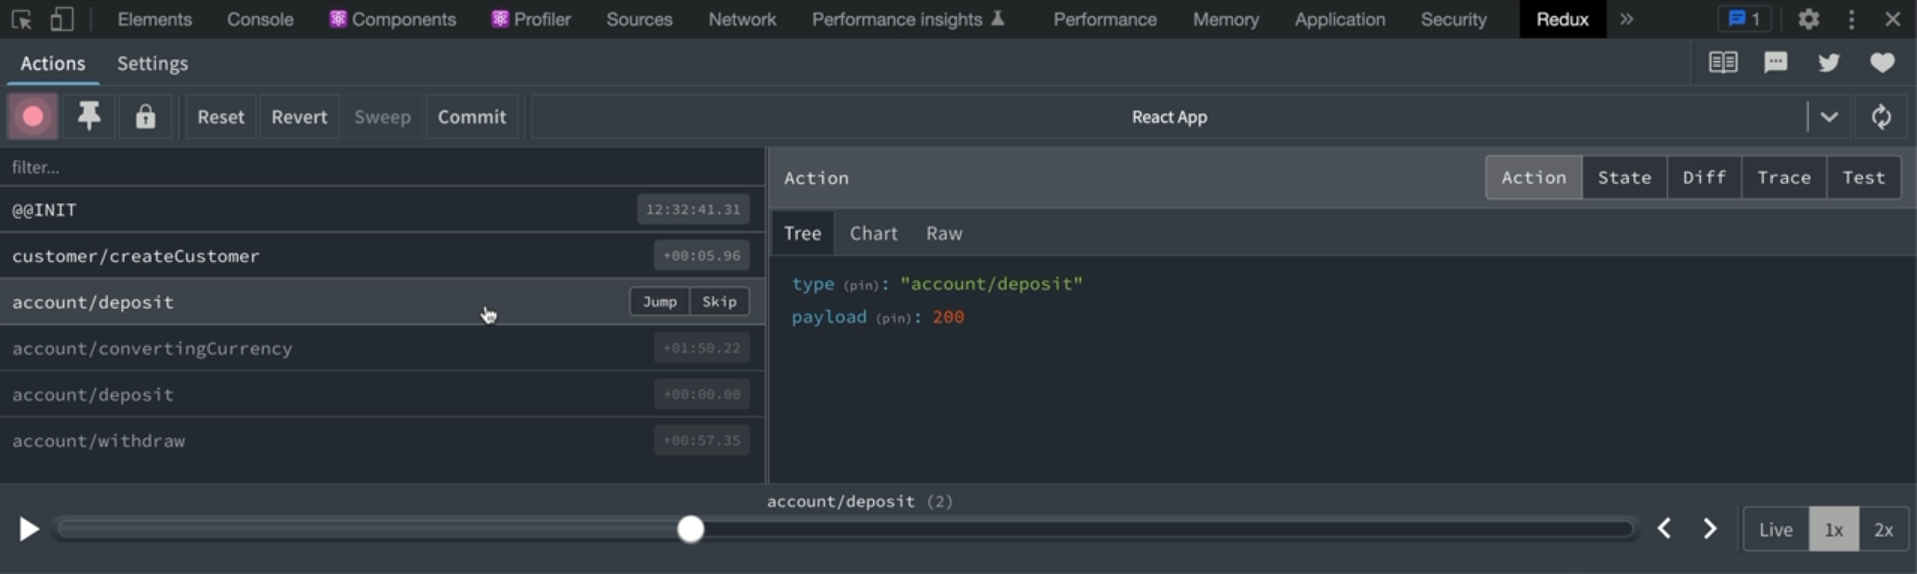 Elements Console Components Profiler Sources Network Performance insights Performance Memory Application Security Redux » 1
Actions Settings
Reset Revert Sweep Commit React App
filter...
Action Action State Diff Trace Test
@@INIT 12:32:41.31
Tree Chart Raw
customer/createCustomer +00:05.96
type (pin): "account/deposit"
account/deposit Jump Skip
payload (pin): 200
account/convertingCurrency +01:50.22
account/deposit +00:00.00
account/withdraw +00:57.35
account/deposit (2)
Live 1x 2x